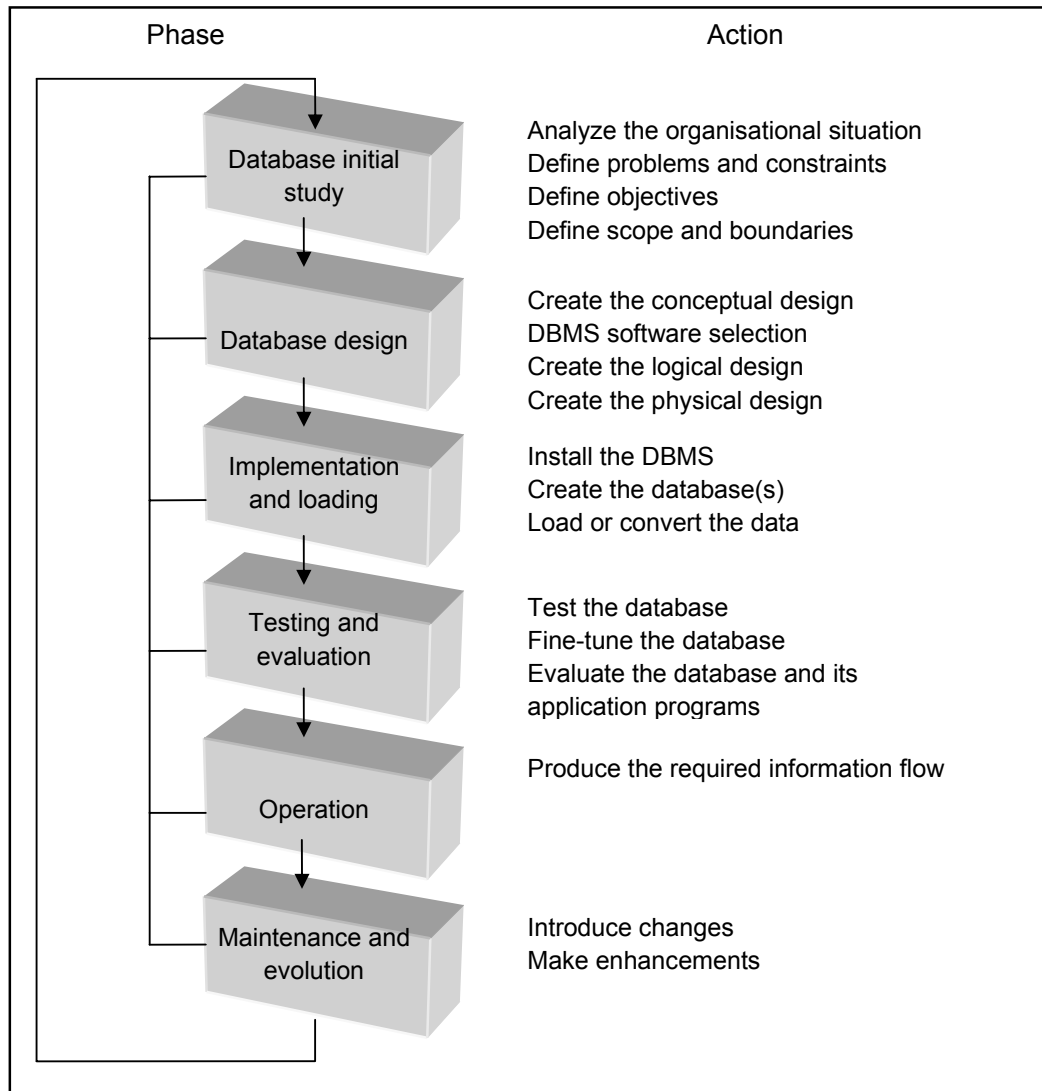 Phase
Action
Database initial
study
Analyze the organisational situation
Define problems and constraints
Define objectives
Define scope and boundaries
Database design
Create the conceptual design
DBMS software selection
Create the logical design
Create the physical design
Implementation
and loading
Install the DBMS
Create the database(s)
Load or convert the data
Testing and
evaluation
Test the database
Fine-tune the database
Evaluate the database and its
application programs
Operation
Produce the required information flow
Maintenance and
evolution
Introduce changes
Make enhancements